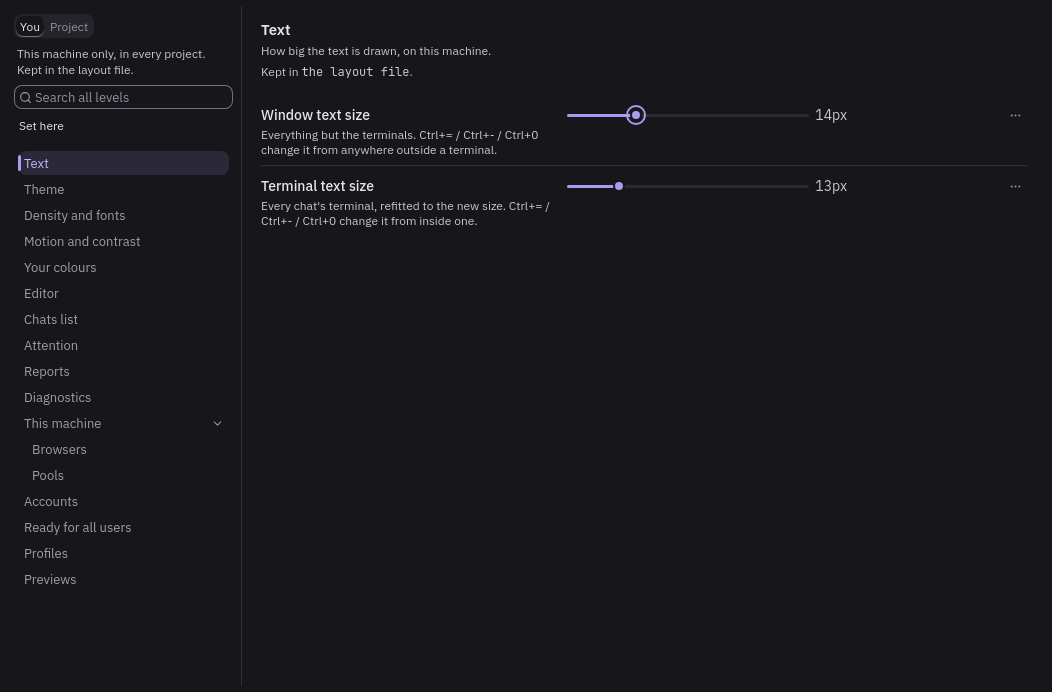 You Project
This machine only, in every project.
Kept in the layout file.
Search all levels
Set here
Text
Theme
Density and fonts
Motion and contrast
Your colours
Editor
Chats list
Attention
Reports
Diagnostics
This machine
Browsers
Pools
Accounts
Ready for all users
Profiles
Previews
Text
How big the text is drawn, on this machine.
Kept in the layout file.
Window text size
14px
Everything but the terminals. Ctrl+= / Ctrl+- / Ctrl+0
change it from anywhere outside a terminal.
Terminal text size
13px
Every chat's terminal, refitted to the new size. Ctrl+= /
Ctrl+- / Ctrl+0 change it from inside one.